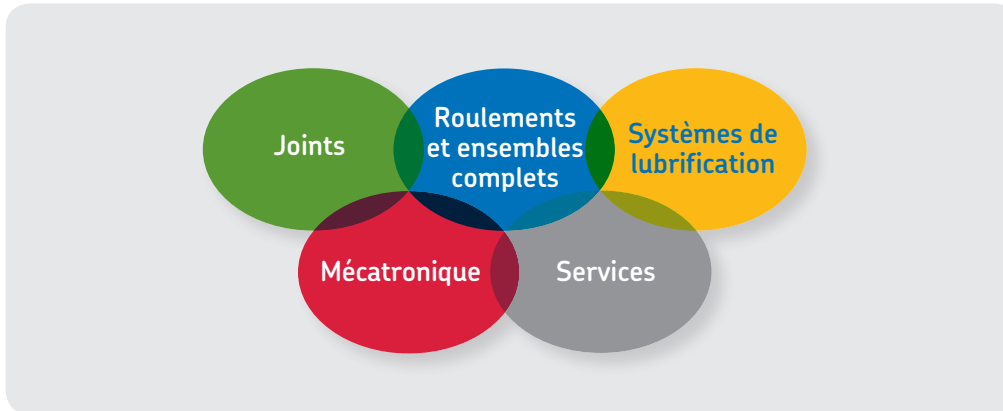 Joints
Roulements
et ensembles
complets
Systèmes de
lubrification
Mécatronique
Services